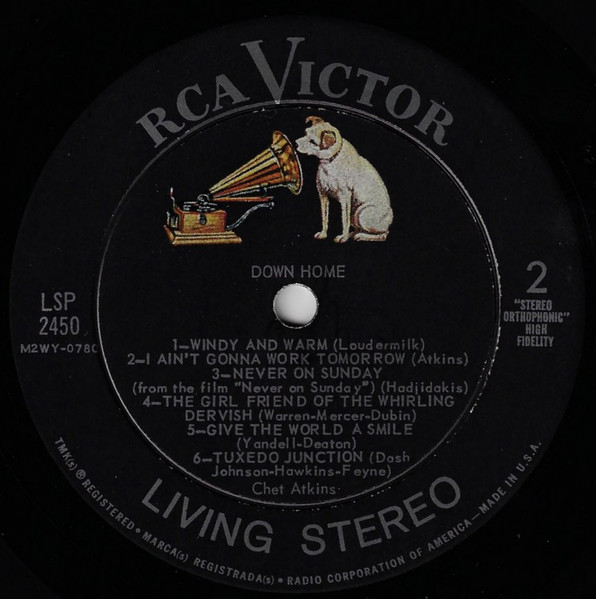 RCA VICTOR
DOWN HOME
LSP
2450
M2WY-0780
2
"STEREO
ORTHOPHONIC"
HIGH
FIDELITY
1—WINDY AND WARM (Loudermilk)
2—I AIN'T GONNA WORK TOMORROW (Atkins)
3—NEVER ON SUNDAY
(from the film "Never on Sunday") (Hadjidakis)
4—THE GIRL FRIEND OF THE WHIRLING
DERVISH (Warren-Mercer-Dubin)
5—GIVE THE WORLD A SMILE
(Yandell-Deaton)
6—TUXEDO JUNCTION (Dash
Johnson-Hawkins-Feyne)
Chet Atkins
LIVING STEREO
TMK(s) ® REGISTERED • MARCA(s) REGISTRADA(s) • RADIO CORPORATION OF AMERICA—MADE IN U.S.A.